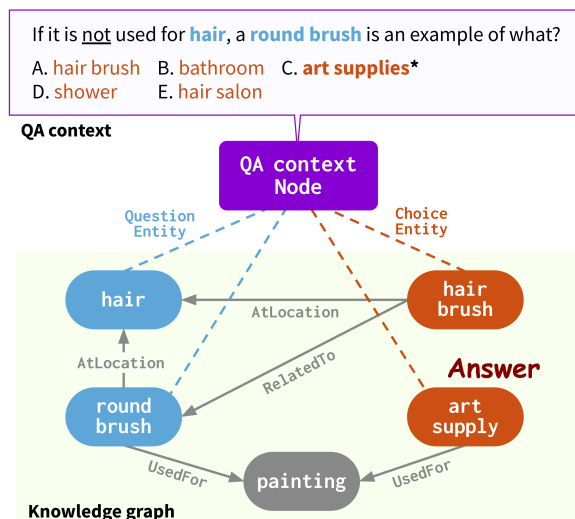 If it is not used for hair, a round brush is an example of what?
A. hair brush B. bathroom C. art supplies*
D. shower E. hair salon
QA context
QA context
Node
Question
Entity
Choice
Entity
hair
hair
brush
AtLocation
AtLocation
RelatedTo
Answer
round
brush
art
supply
UsedFor
painting
UsedFor
Knowledge graph